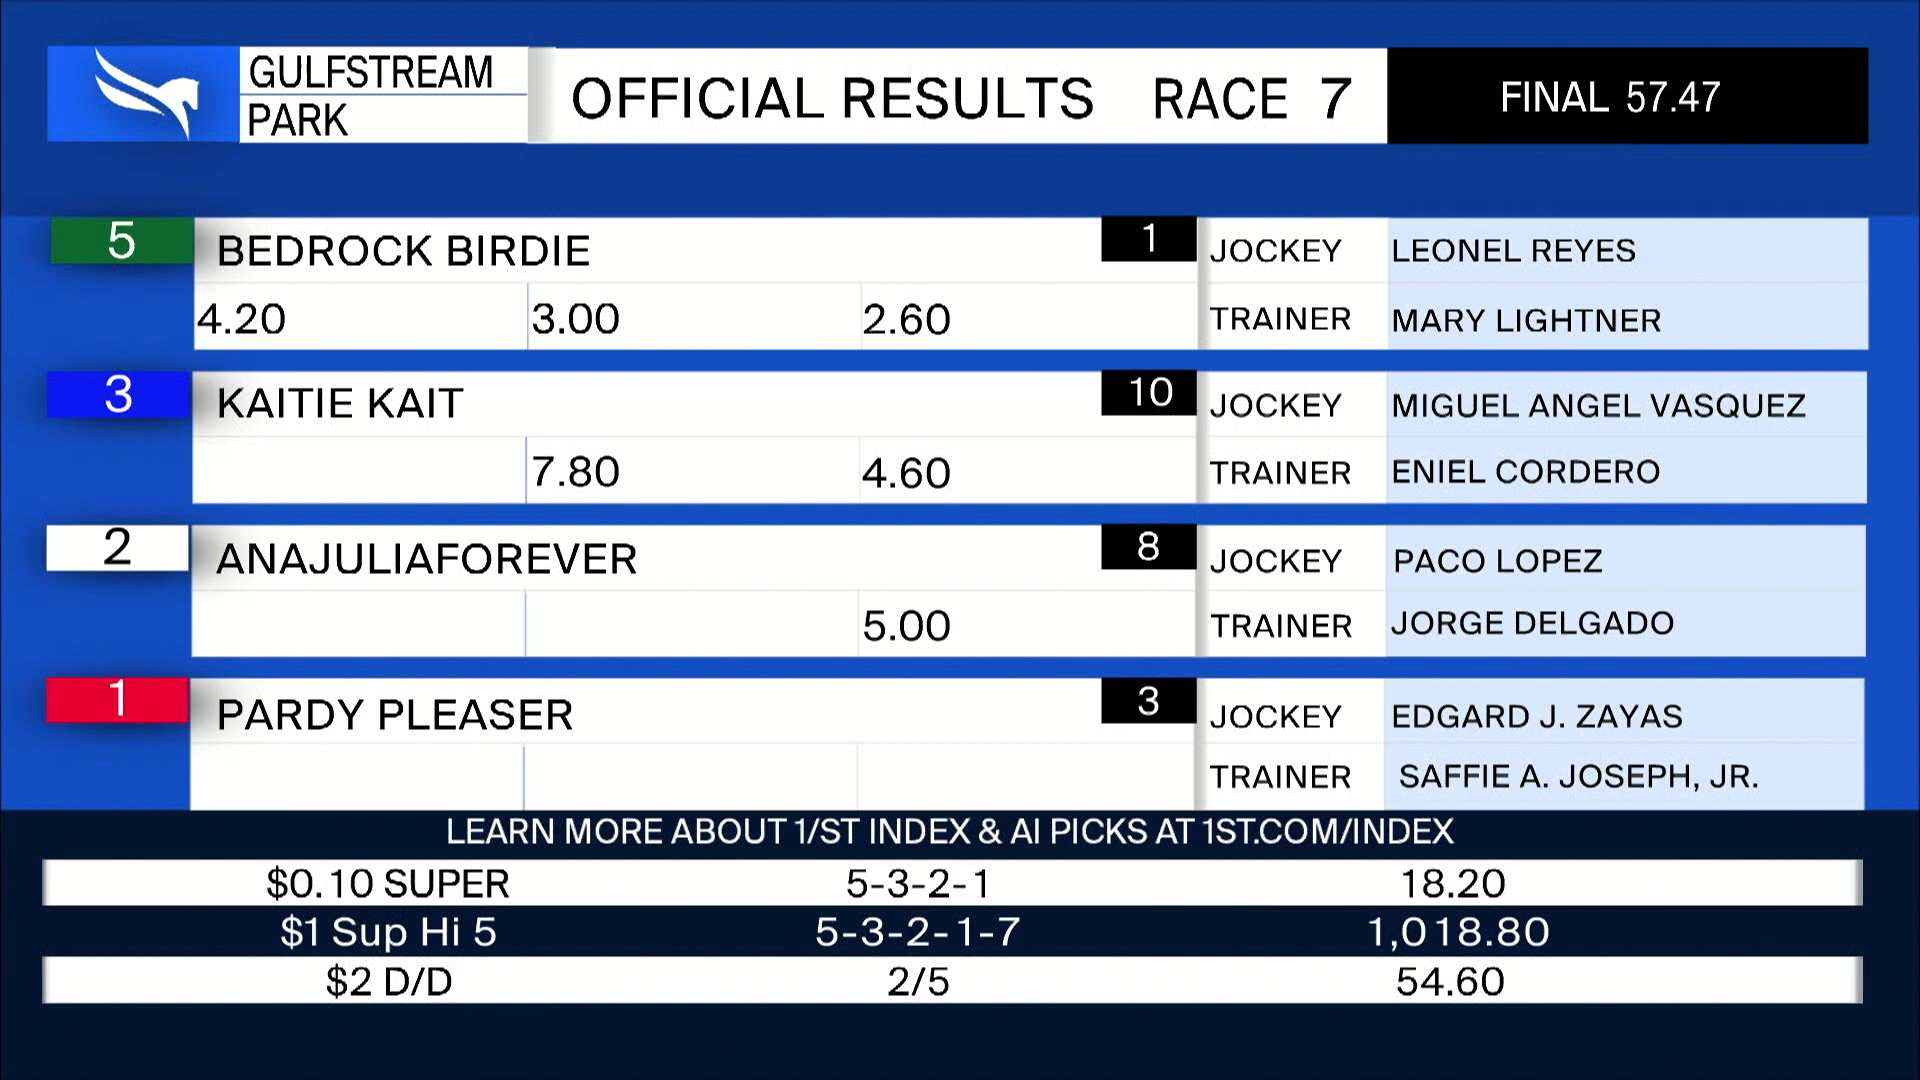 GULFSTREAM
PARK
OFFICIAL RESULTS RACE 7
FINAL 57.47
5 BEDROCK BIRDIE 1 JOCKEY LEONEL REYES
4.20 3.00 2.60 TRAINER MARY LIGHTNER
3 KAITIE KAIT 10 JOCKEY MIGUEL ANGEL VASQUEZ
7.80 4.60 TRAINER ENIEL CORDERO
2 ANAJULIAFOREVER 8 JOCKEY PACO LOPEZ
5.00 TRAINER JORGE DELGADO
1 PARDY PLEASER 3 JOCKEY EDGARD J. ZAYAS
TRAINER SAFFIE A. JOSEPH, JR.
LEARN MORE ABOUT 1/ST INDEX & AI PICKS AT 1ST.COM/INDEX
$0.10 SUPER 5-3-2-1 18.20
$1 Sup Hi 5 5-3-2-1-7 1,018.80
$2 D/D 2/5 54.60